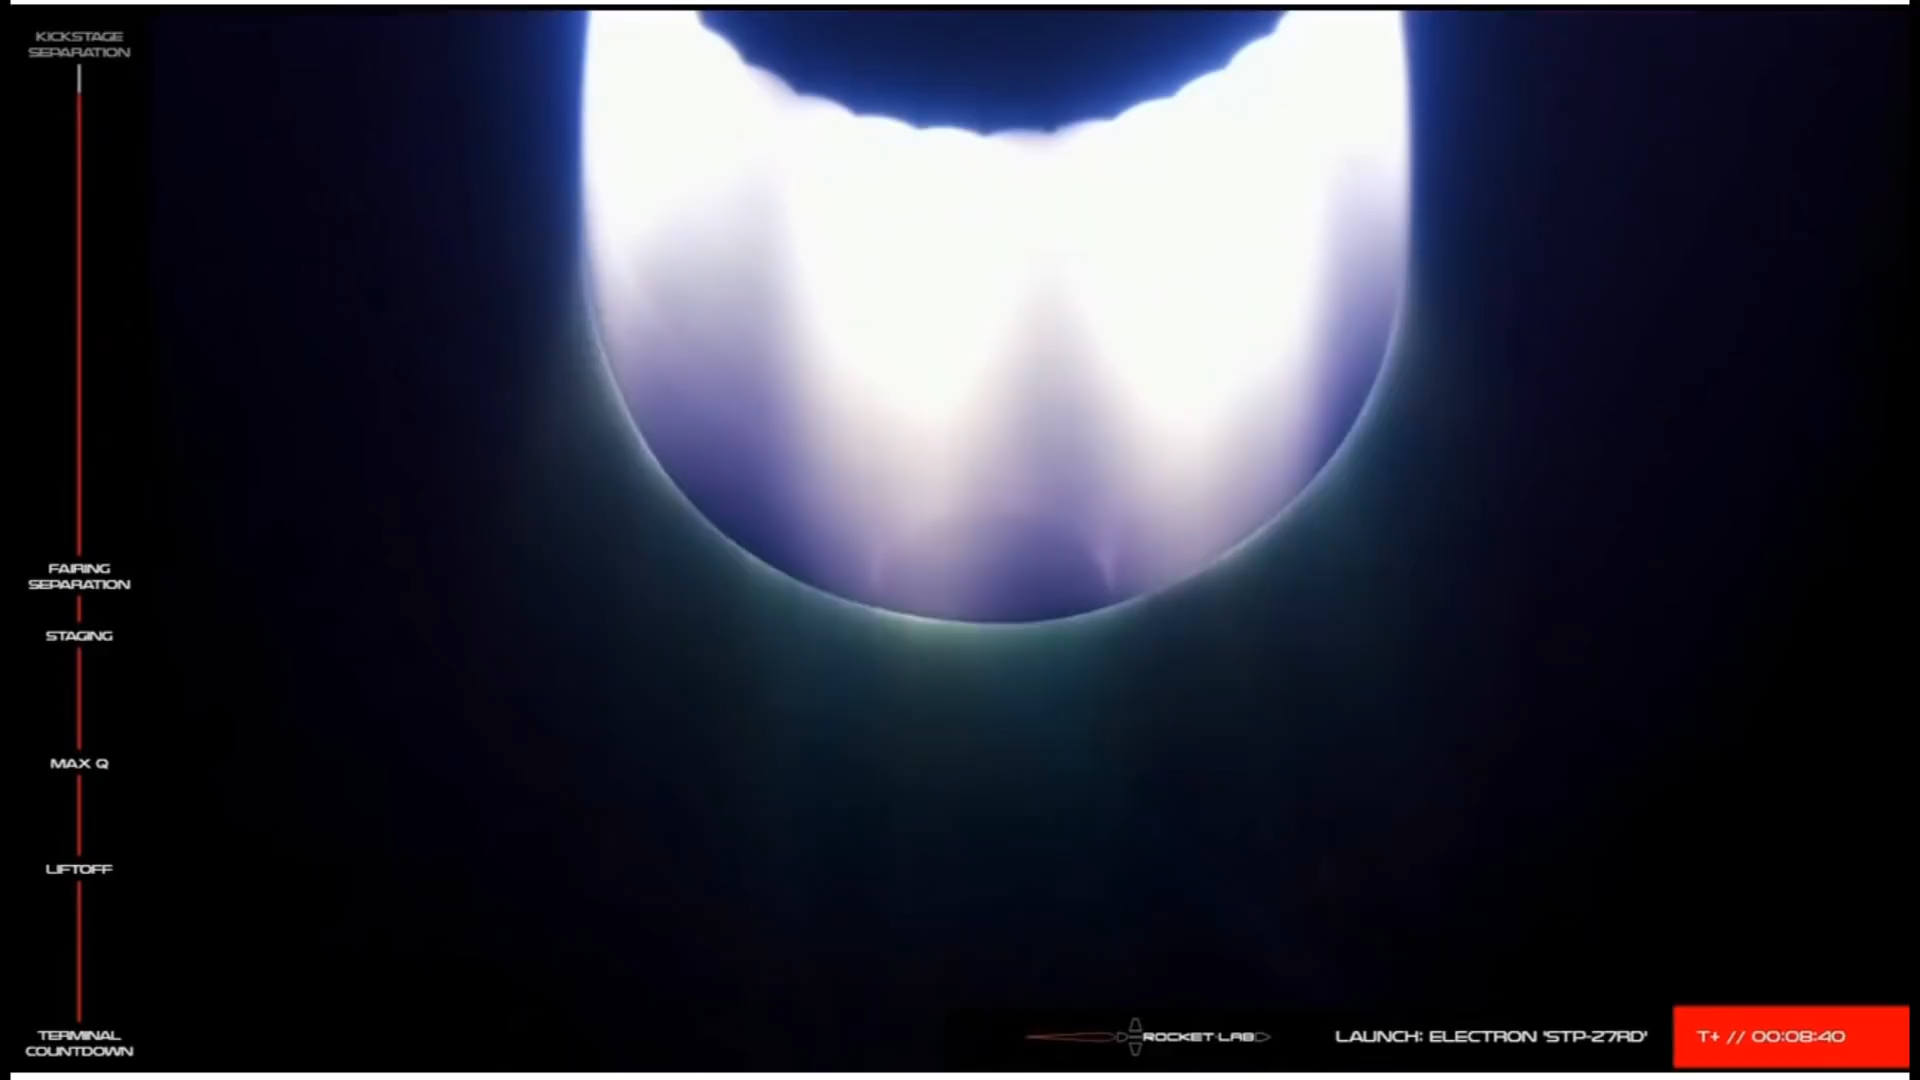 KICKSTAGE
SEPARATION
FAIRING
SEPARATION
STAGING
MAX Q
LIFTOFF
TERMINAL
COUNTDOWN
ROCKET LAB
LAUNCH: ELECTRON 'STP-27RD'
T+ // 00:08:40